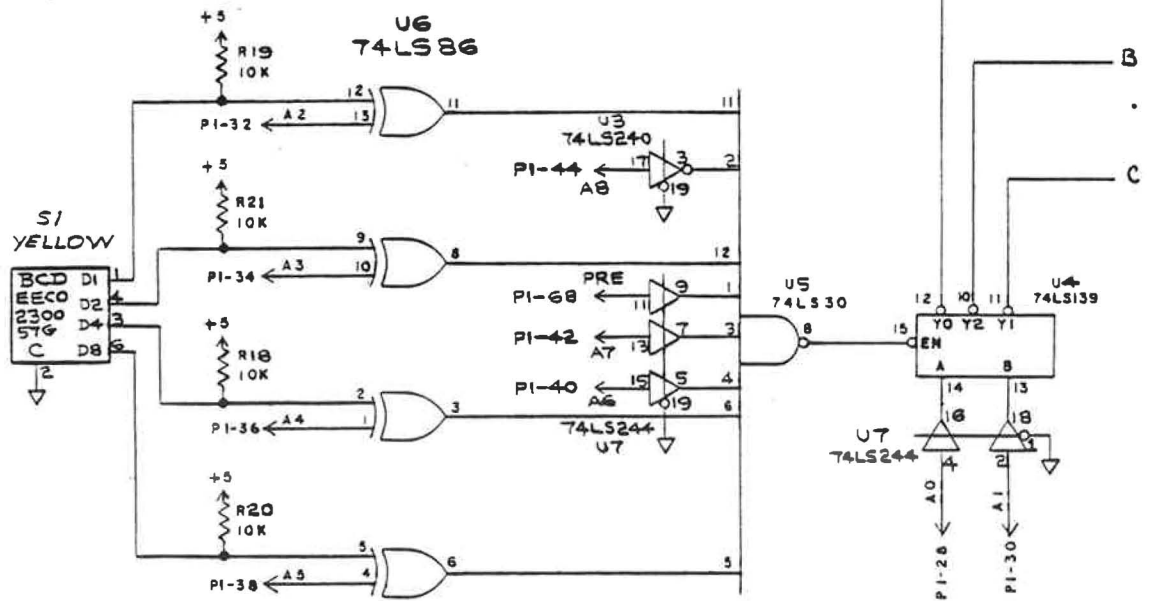 +5
R19
10K
U6
74LS86
12
13
11
11
P1-32
A2
U3
74LS240
P1-44
17
3
2
A8
19
B
C
+5
R21
10K
S1
YELLOW
9
10
8
12
P1-34
A3
BCD D1 1
EECO D2 4
2300 D4 3
57G
C D8 6
2
PRE
P1-68
11
9
1
P1-42
13
7
3
A7
P1-40
15
5
4
A6
19
74LS244
U7
U5
74LS30
8
15
12
10
11
U4
74LS139
Y0 Y2 Y1
EN
A B
14
13
16
18
1
U7
74LS244
4
2
A0
A1
P1-28
P1-30
+5
R18
10K
2
1
3
6
P1-36
A4
+5
R20
10K
5
4
6
5
P1-38
A5